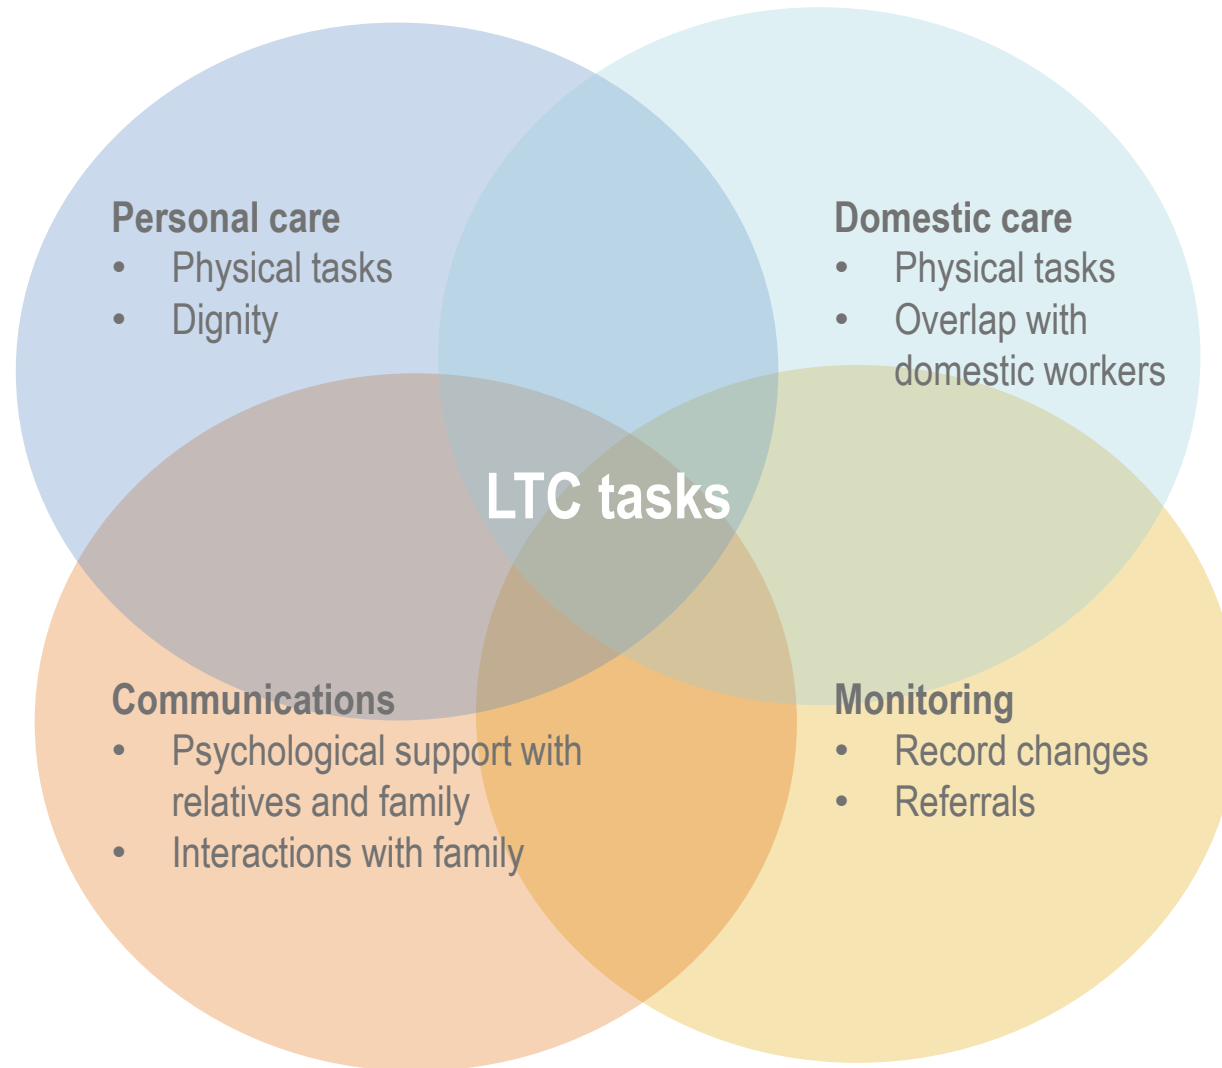 Personal care
• Physical tasks
• Dignity
Domestic care
• Physical tasks
• Overlap with
domestic workers
LTC tasks
Communications
• Psychological support with
relatives and family
• Interactions with family
Monitoring
• Record changes
• Referrals